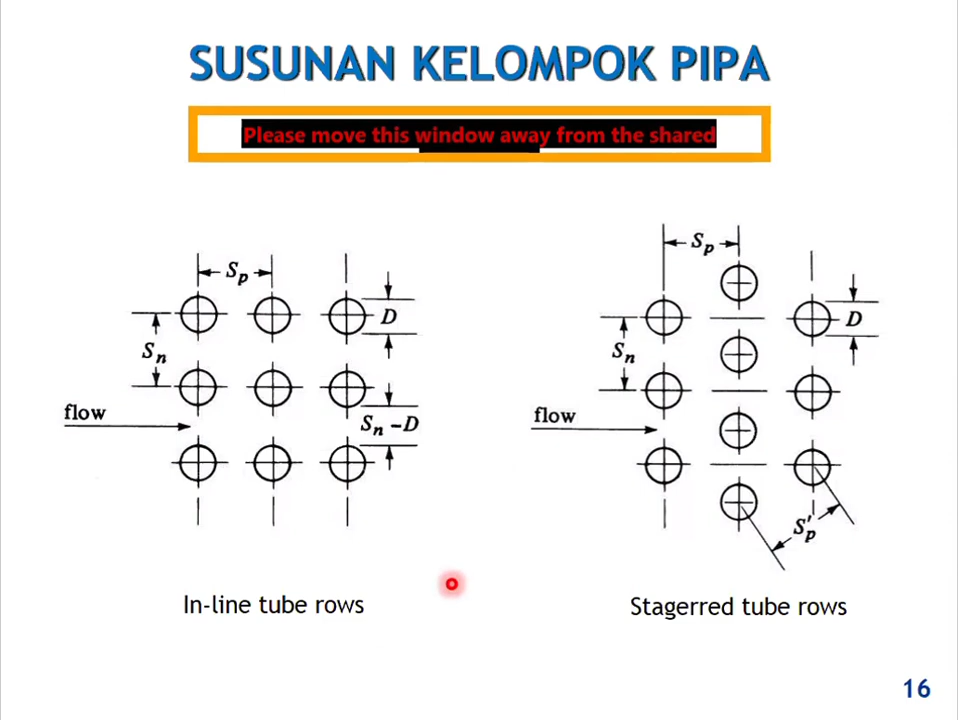 SUSUNAN KELOMPOK PIPA
Please move this window away from the shared
Sp
D
Sn
flow
Sn -D
In-line tube rows
Sp
D
Sn
flow
S'p
Stagerred tube rows
16